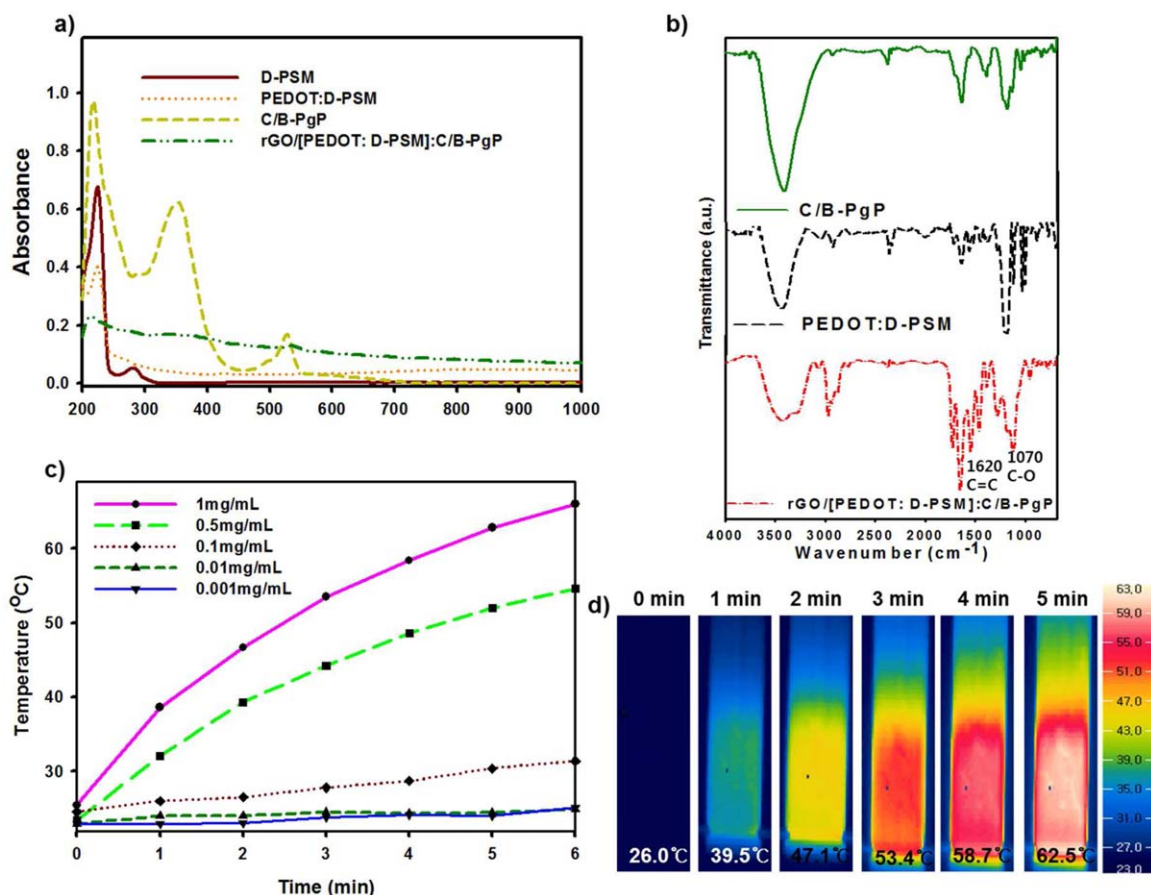 a)
D-PSM
PEDOT:D-PSM
C/B-PgP
rGO/[PEDOT: D-PSM]:C/B-PgP
Absorbance
1.0
0.8
0.6
0.4
0.2
0.0
200 300 400 500 600 700 800 900 1000
b)
C/B-PgP
PEDOT:D-PSM
1620
C=C
1070
C-O
rGO/[PEDOT: D-PSM]:C/B-PgP
Transmittance (a.u.)
4000 3000 2000 1000
Wavenumber (cm⁻¹)
c)
1mg/mL
0.5mg/mL
0.1mg/mL
0.01mg/mL
0.001mg/mL
Temperature (⁰C)
60
50
40
30
0 1 2 3 4 5 6
Time (min)
d)
0 min 1 min 2 min 3 min 4 min 5 min
26.0℃ 39.5℃ 47.1℃ 53.4℃ 58.7℃ 62.5℃
63.0
59.0
55.0
51.0
47.0
43.0
39.0
35.0
31.0
27.0
23.0